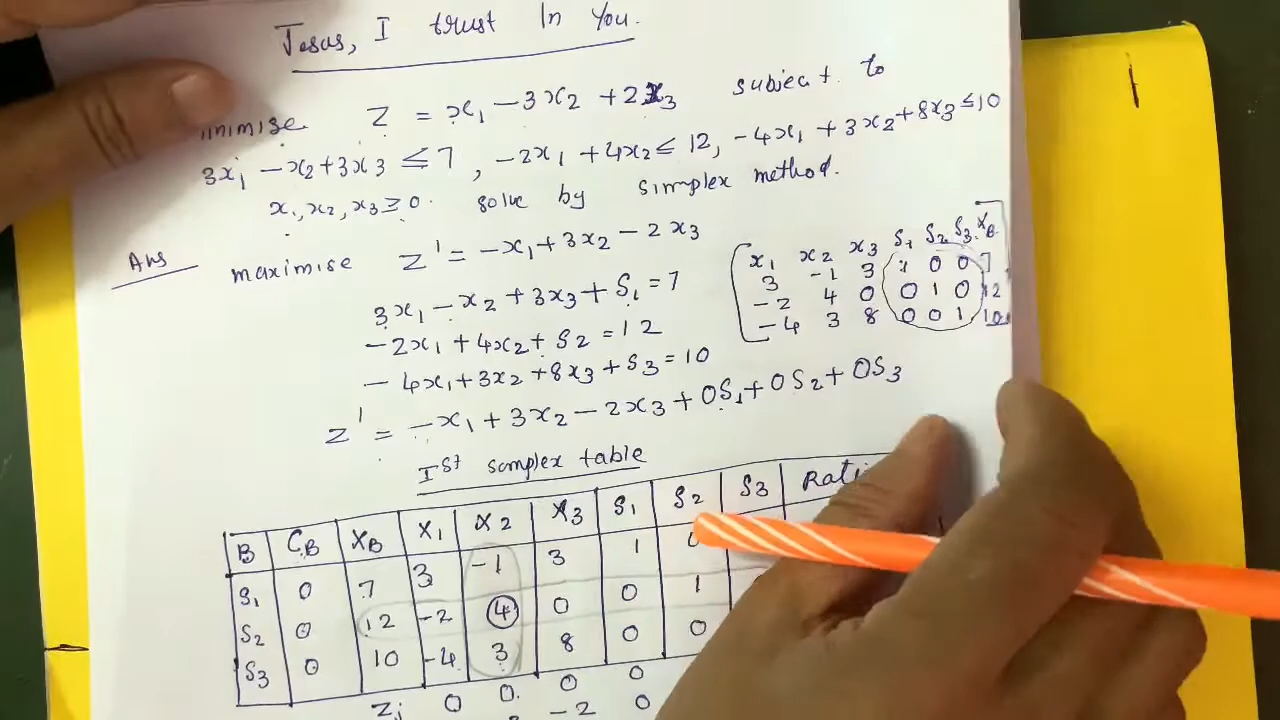 Jesus, I trust In You.
inimise Z = x₁ - 3x₂ + 2x₃ subject to
3x₁ - x₂ + 3x₃ ≤ 7, -2x₁ + 4x₂ ≤ 12, -4x₁ + 3x₂ + 8x₃ ≤ 10
x₁, x₂, x₃ ≥ 0. solve by simplex method.
Ans maximise Z' = -x₁ + 3x₂ - 2x₃
x₁ x₂ x₃ S₁ S₂ S₃ XB
3 -1 3 1 0 0 7
-2 4 0 0 1 0 12
-4 3 8 0 0 1 10
3x₁ - x₂ + 3x₃ + S₁ = 7
-2x₁ + 4x₂ + S₂ = 12
- 4x₁ + 3x₂ + 8x₃ + S₃ = 10
Z' = -x₁ + 3x₂ - 2x₃ + 0S₁ + 0S₂ + 0S₃
Ist somplex table
B CB XB X₁ X₂ X₃ S₁ S₂ S₃ Rati
S₁ 0 7 3 -1 3 1 0
S₂ 0 12 -2 4 0 0 1
S₃ 0 10 -4 3 8 0 0
Zj 0 0 0 0
-2 0